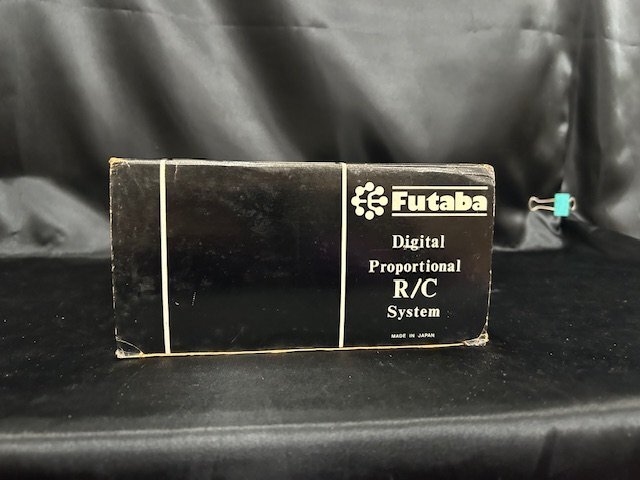 Futaba
Digital
Proportional
R/C
System
MADE IN JAPAN